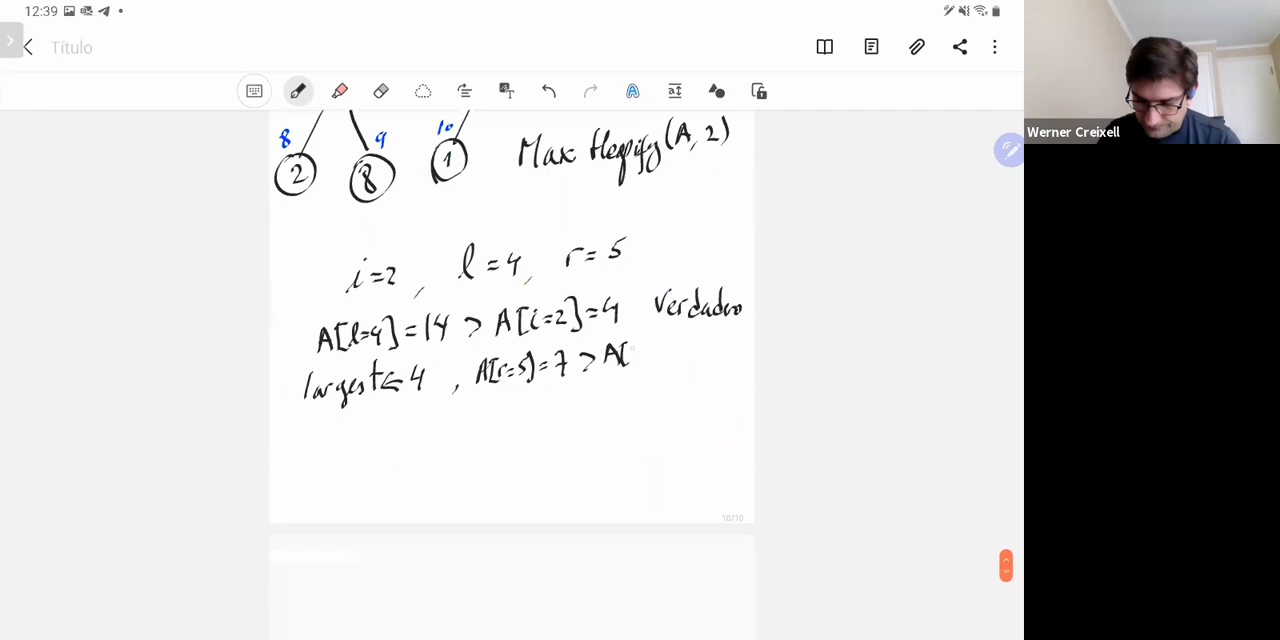 12:39
Título
Werner Creixell
8
9
10
2
8
1
Max Heapify (A, 2)
i=2, l=4, r=5
A[l=4]=14 > A[i=2]=4 Verdadero
largest ← 4, A[r=5]=7 > A[
10/10